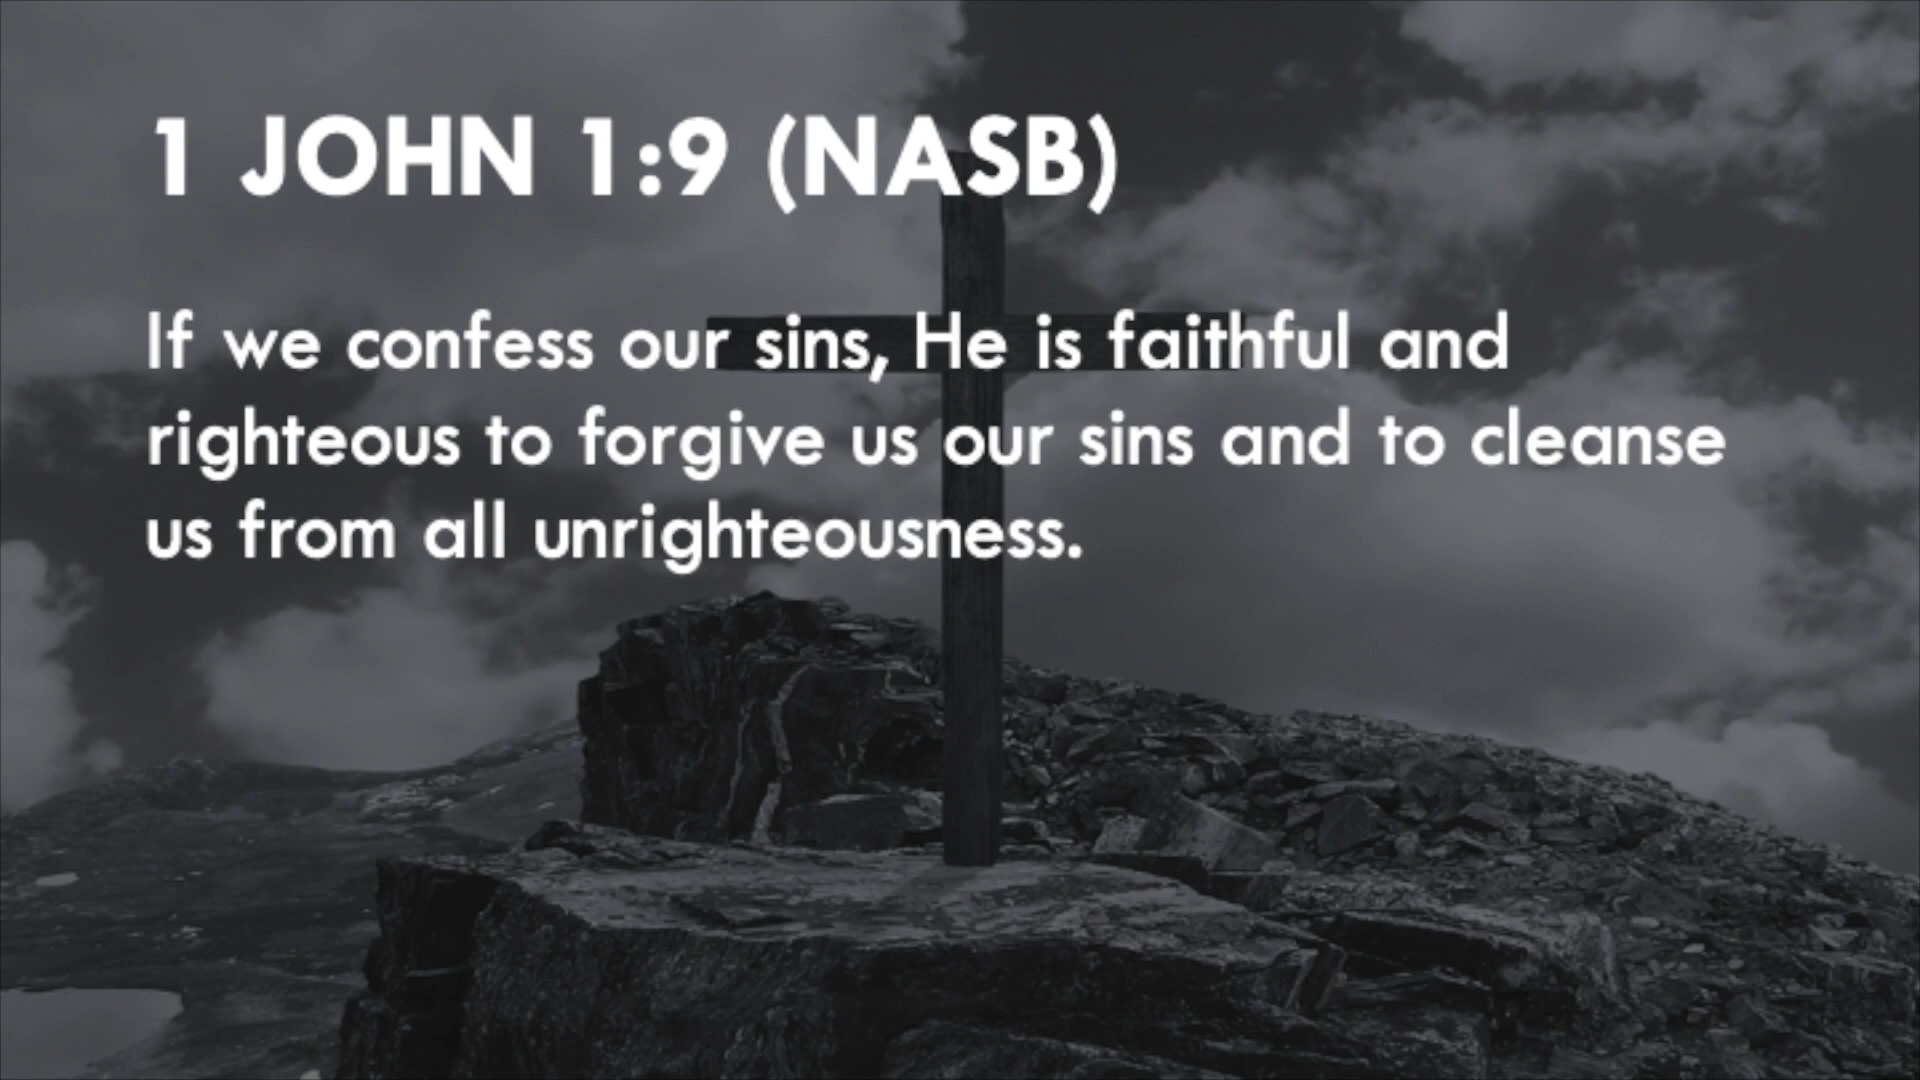 1 JOHN 1:9 (NASB)
If we confess our sins, He is faithful and
righteous to forgive us our sins and to cleanse
us from all unrighteousness.